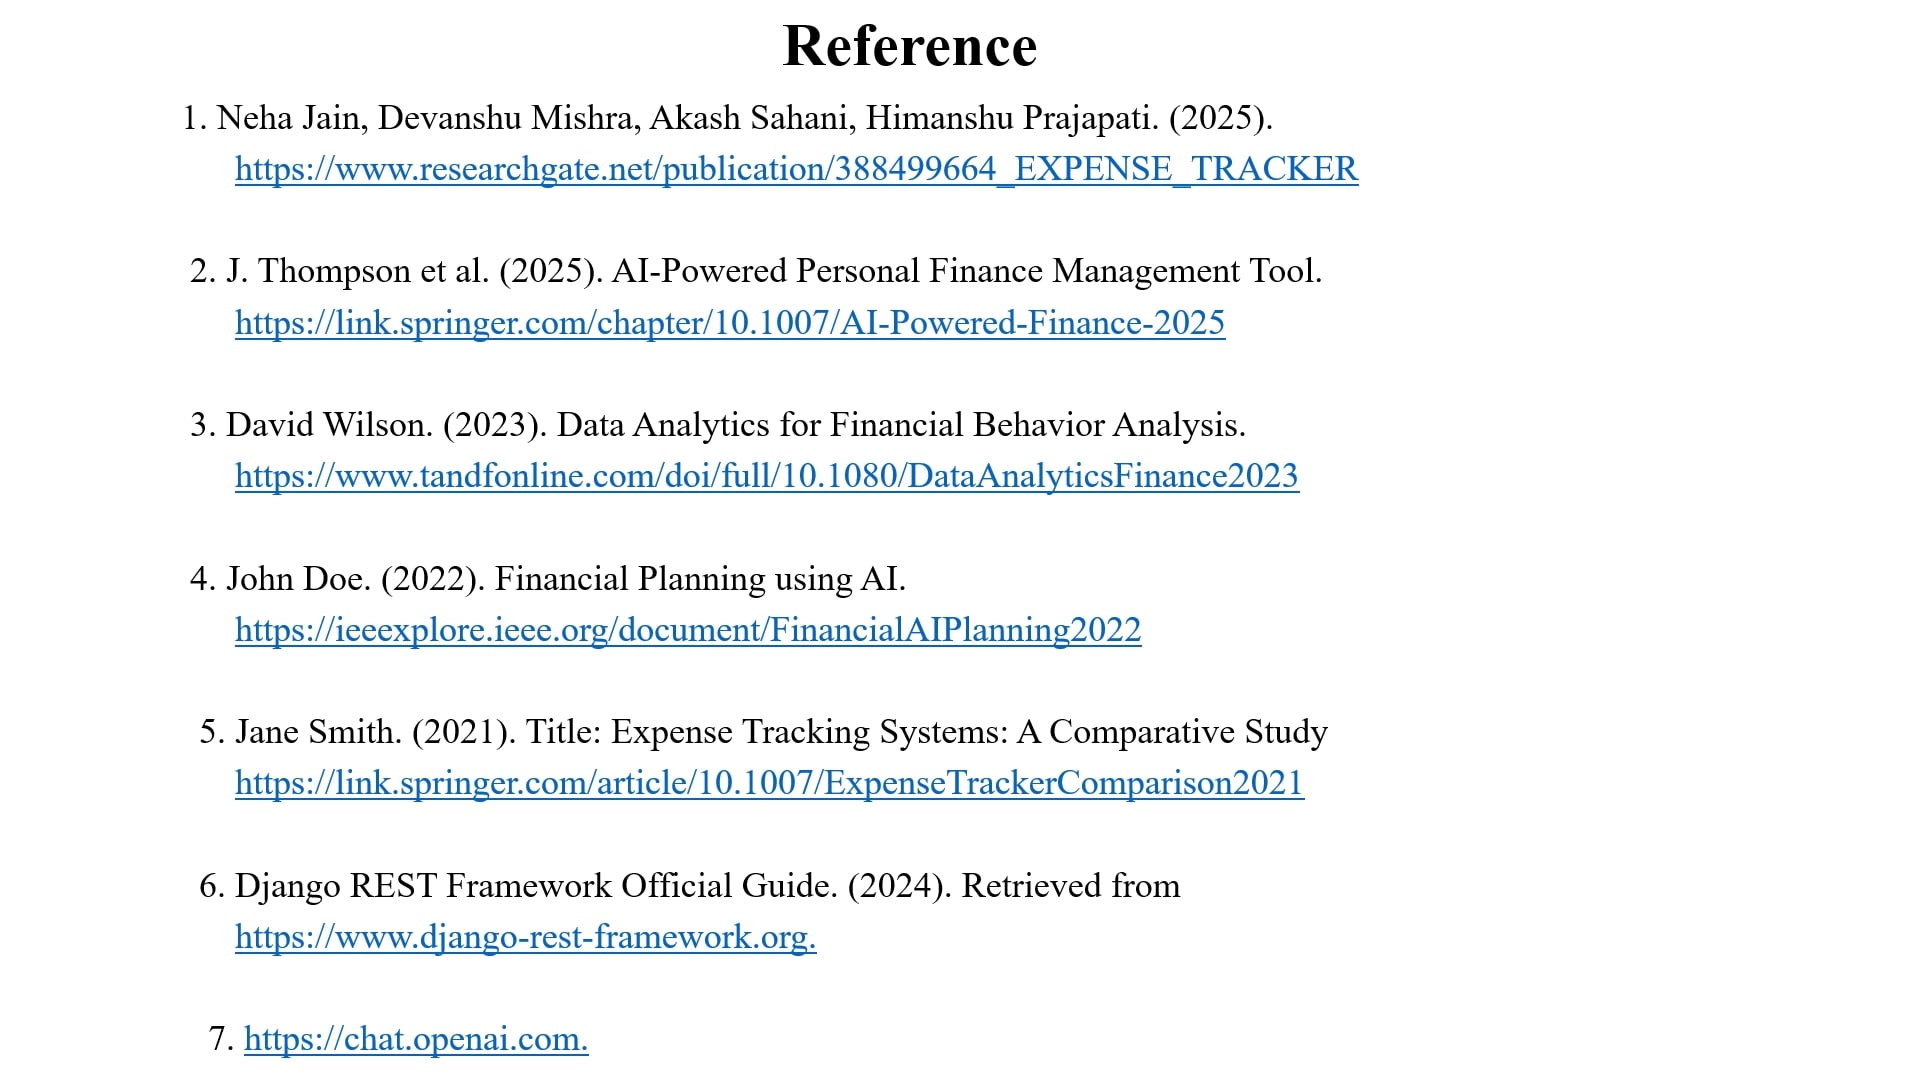 Reference
1. Neha Jain, Devanshu Mishra, Akash Sahani, Himanshu Prajapati. (2025).
https://www.researchgate.net/publication/388499664_EXPENSE_TRACKER
2. J. Thompson et al. (2025). AI-Powered Personal Finance Management Tool.
https://link.springer.com/chapter/10.1007/AI-Powered-Finance-2025
3. David Wilson. (2023). Data Analytics for Financial Behavior Analysis.
https://www.tandfonline.com/doi/full/10.1080/DataAnalyticsFinance2023
4. John Doe. (2022). Financial Planning using AI.
https://ieeexplore.ieee.org/document/FinancialAIPlanning2022
5. Jane Smith. (2021). Title: Expense Tracking Systems: A Comparative Study
https://link.springer.com/article/10.1007/ExpenseTrackerComparison2021
6. Django REST Framework Official Guide. (2024). Retrieved from
https://www.django-rest-framework.org.
7. https://chat.openai.com.